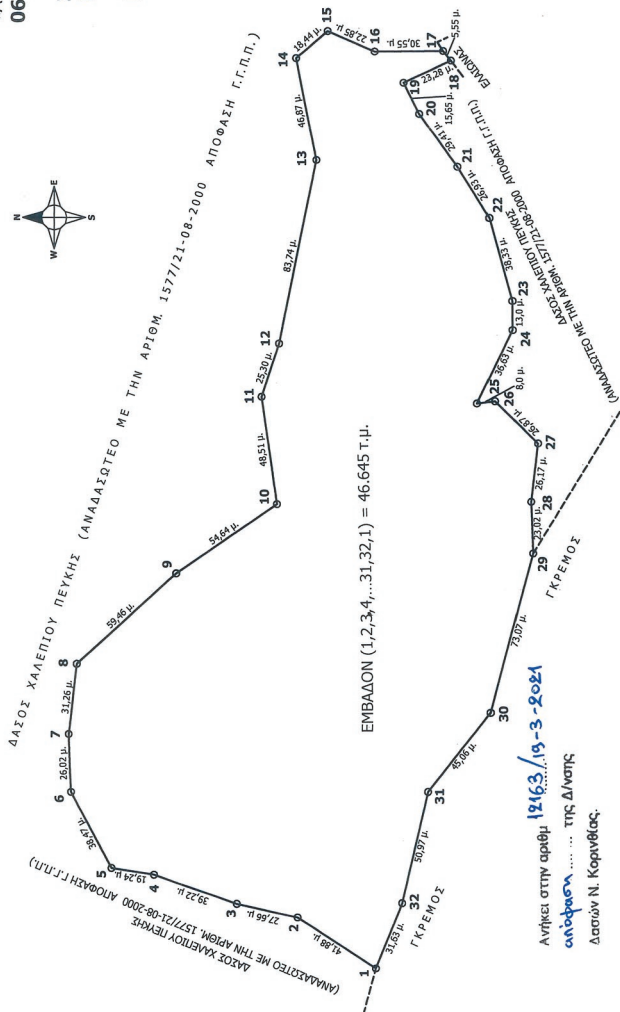 06
N
W
E
S
ΔΑΣΟΣ ΧΑΛΕΠΙΟΥ ΠΕΥΚΗΣ (ΑΝΑΔΑΣΩΤΕΟ ΜΕ ΤΗΝ ΑΡΙΘΜ. 1577/21-08-2000 ΑΠΟΦΑΣΗ Γ.Γ.Π.Π.)
ΔΑΣΟΣ ΧΑΛΕΠΙΟΥ ΠΕΥΚΗΣ
(ΑΝΑΔΑΣΩΤΕΟ ΜΕ ΤΗΝ ΑΡΙΘΜ. 1577/21-08-2000 ΑΠΟΦΑΣΗ Γ.Γ.Π.Π.)
1
41,88 μ.
2
27,66 μ.
3
39,22 μ.
4
19,24 μ.
5
38,47 μ.
6
26,02 μ.
7
31,26 μ.
8
59,46 μ.
9
54,64 μ.
10
48,51 μ.
11
25,30 μ.
12
83,74 μ.
13
46,87 μ.
14
18,44 μ.
15
22,85 μ.
16
30,55 μ.
17
5,55 μ.
18
23,28 μ.
19
15,65 μ.
20
29,41 μ.
21
26,93 μ.
22
38,33 μ.
23
13,0 μ.
24
36,63 μ.
25
8,0 μ.
26
26,87 μ.
27
26,17 μ.
28
23,02 μ.
29
73,07 μ.
30
45,06 μ.
31
50,97 μ.
32
31,63 μ.
ΕΛΑΙΩΝΑΣ
ΔΑΣΟΣ ΧΑΛΕΠΙΟΥ ΠΕΥΚΗΣ
(ΑΝΑΔΑΣΩΤΕΟ ΜΕ ΤΗΝ ΑΡΙΘΜ. 1577/21-08-2000 ΑΠΟΦΑΣΗ Γ.Γ.Π.Π.)
ΕΜΒΑΔΟΝ (1,2,3,4,...31,32,1) = 46.645 τ.μ.
ΓΚΡΕΜΟΣ
ΓΚΡΕΜΟΣ
Ανήκει στην αριθμ 12163/19-3-2021
απόφαση ...... ... της Δ/νσης
Δασών Ν. Κορινθίας.